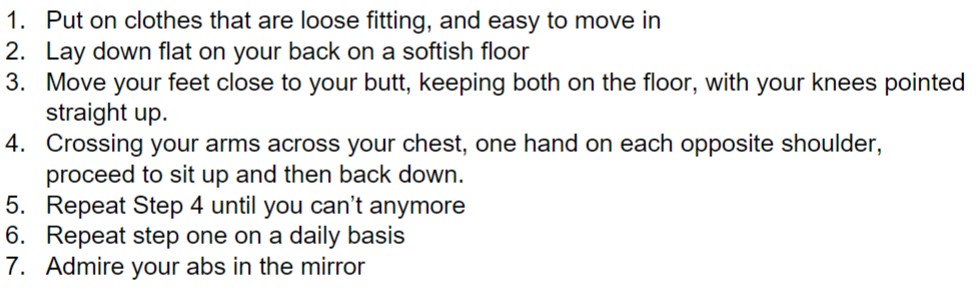 1. Put on clothes that are loose fitting, and easy to move in
2. Lay down flat on your back on a softish floor
3. Move your feet close to your butt, keeping both on the floor, with your knees pointed
straight up.
4. Crossing your arms across your chest, one hand on each opposite shoulder,
proceed to sit up and then back down.
5. Repeat Step 4 until you can’t anymore
6. Repeat step one on a daily basis
7. Admire your abs in the mirror